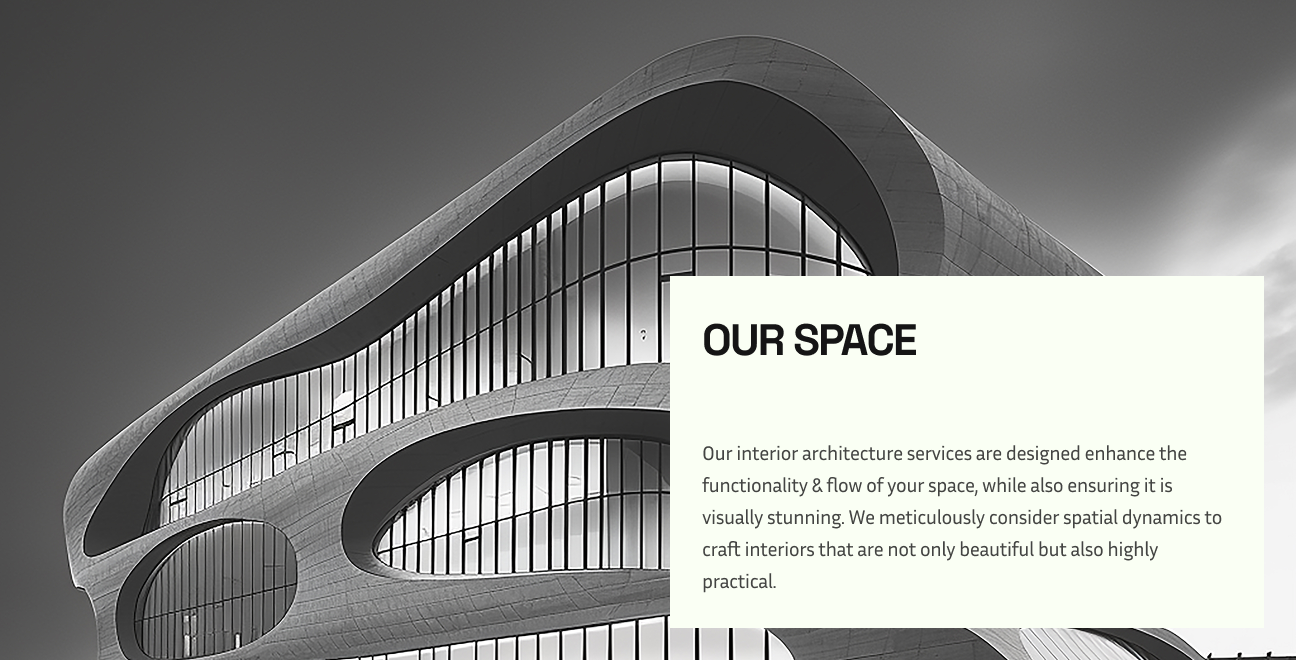 OUR SPACE
Our interior architecture services are designed enhance the
functionality & flow of your space, while also ensuring it is
visually stunning. We meticulously consider spatial dynamics to
craft interiors that are not only beautiful but also highly
practical.